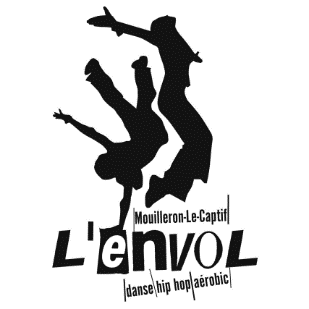 Mouilleron-Le-Captif
L'envol
danse hip hop aérobic